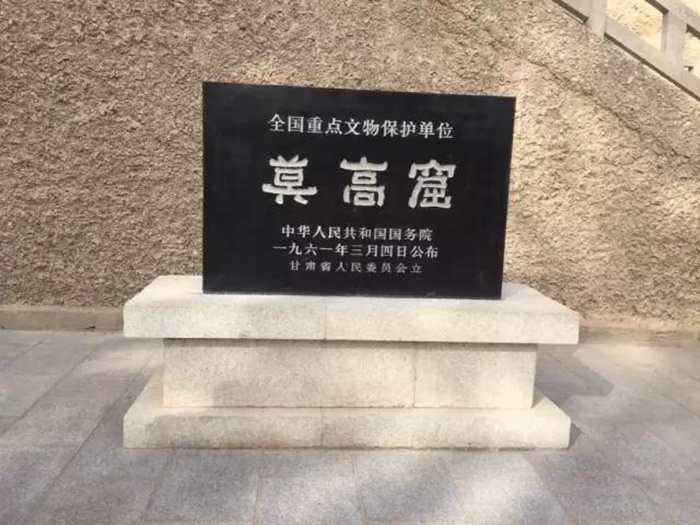 全国重点文物保护单位
莫高窟
中华人民共和国国务院
一九六一年三月四日公布
甘肃省人民委员会立